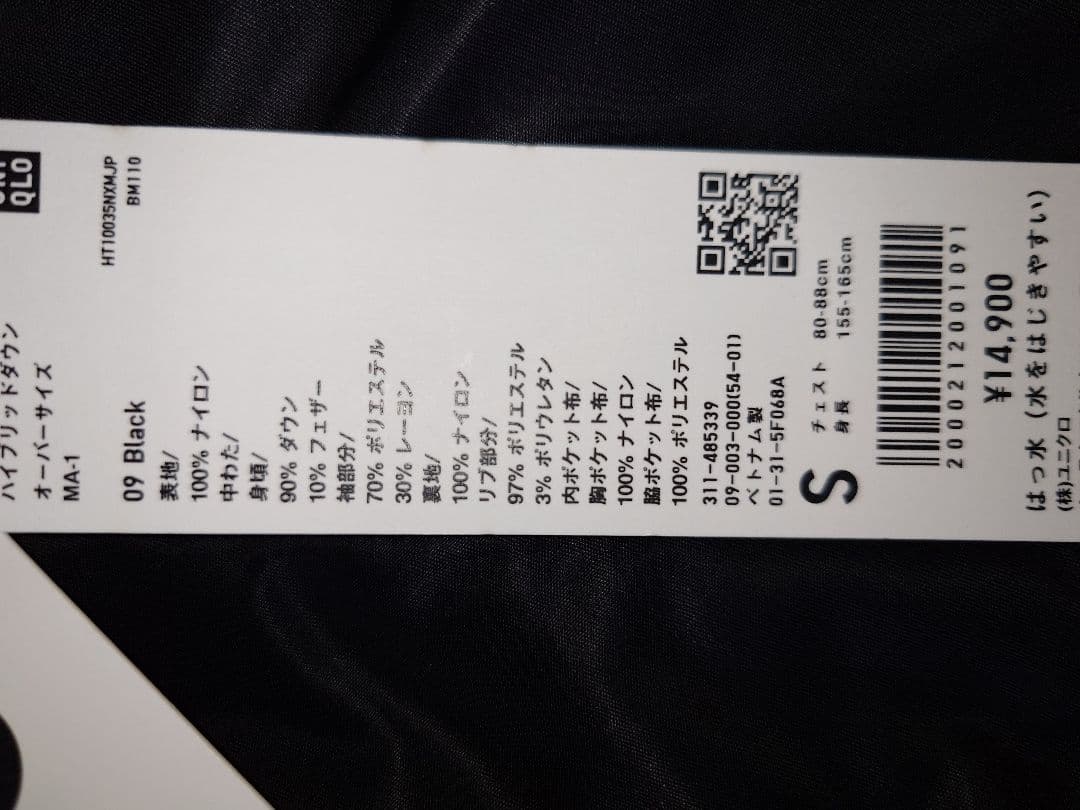 QLO
HT10035NXMJP
BM110
ハイブリッドダウン
オーバーサイズ
MA-1
09 Black
表地/
100% ナイロン
中わた/
身頃/
90% ダウン
10% フェザー
袖部分/
70% ポリエステル
30% レーヨン
裏地/
100% ナイロン
リブ部分/
97% ポリエステル
3% ポリウレタン
内ポケット布/
胸ポケット布/
100% ナイロン
脇ポケット布/
100% ポリエステル
311-485339
09-003-000(54-01)
ベトナム製
01-31-5F068A
S
チェスト 80-88cm
身長 155-165cm
2000212001091
¥14,900
はっ水 (水をはじきやすい)
(株)ユニクロ